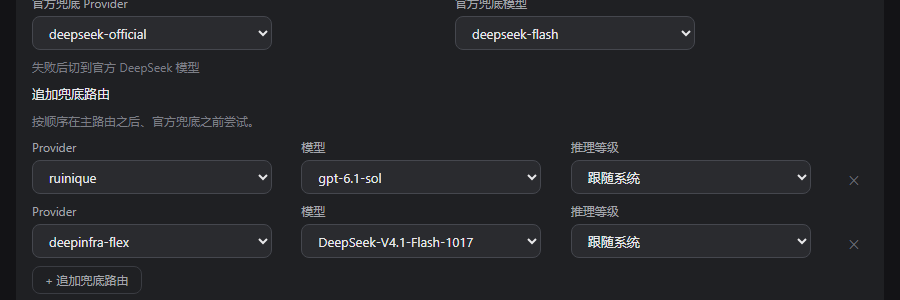 官方兜底 Provider
官方兜底模型
deepseek-official
deepseek-flash
失败后切到官方 DeepSeek 模型
追加兜底路由
按顺序在主路由之后、官方兜底之前尝试。
Provider
模型
推理等级
ruinique
gpt-6.1-sol
跟随系统
×
Provider
模型
推理等级
deepinfra-flex
DeepSeek-V4.1-Flash-1017
跟随系统
×
+ 追加兜底路由